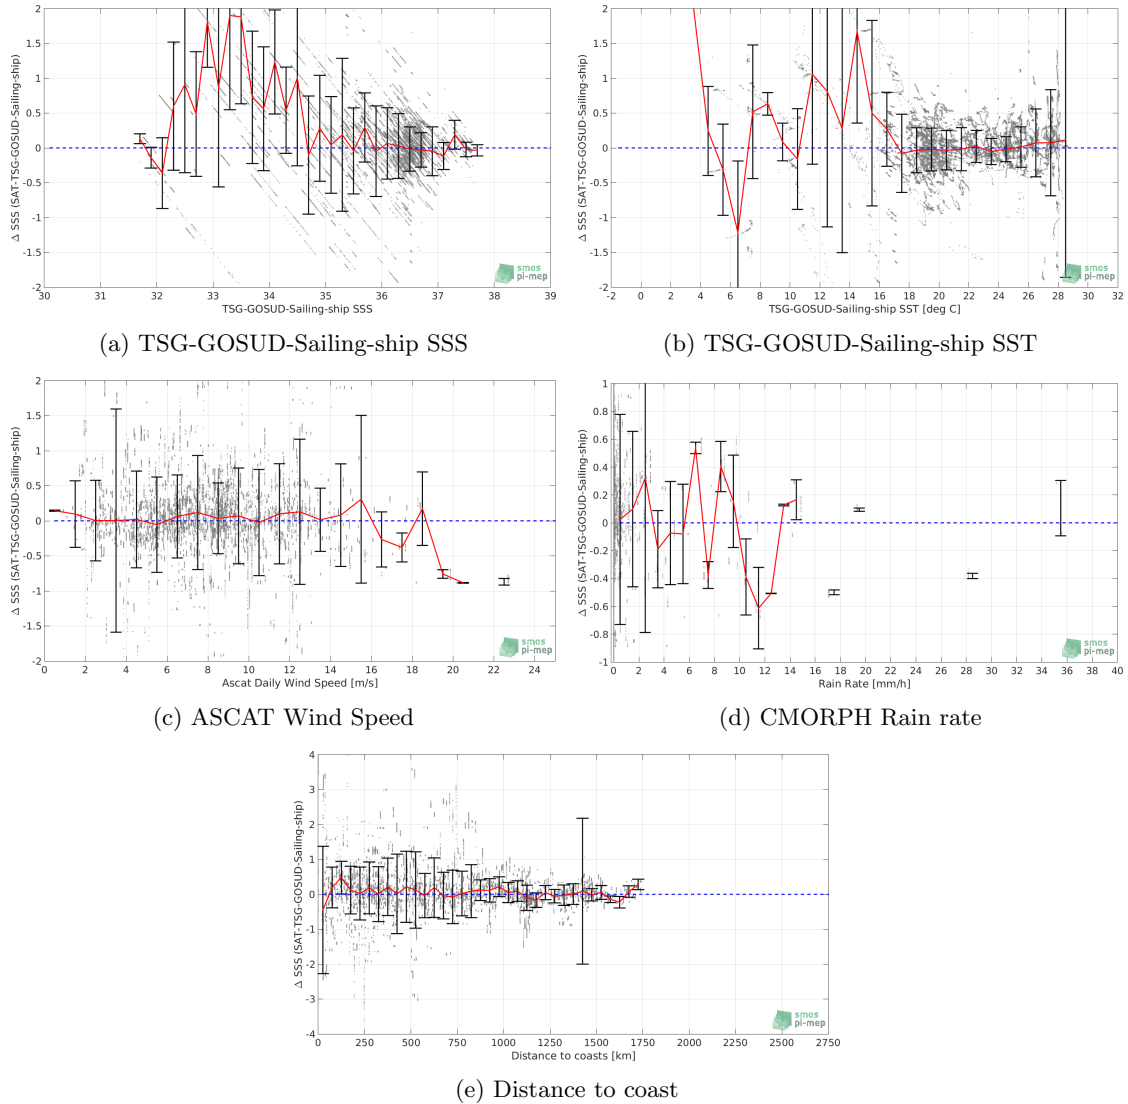 2
1.5
1
0.5
0
-0.5
-1
-1.5
-2
Δ SSS (SAT-TSG-GOSUD-Sailing-ship)
30 31 32 33 34 35 36 37 38 39
TSG-GOSUD-Sailing-ship SSS
smos
pi-mep
(a) TSG-GOSUD-Sailing-ship SSS
2
1.5
1
0.5
0
-0.5
-1
-1.5
-2
Δ SSS (SAT-TSG-GOSUD-Sailing-ship)
-2 0 2 4 6 8 10 12 14 16 18 20 22 24 26 28 30 32
TSG-GOSUD-Sailing-ship SST [deg C]
smos
pi-mep
(b) TSG-GOSUD-Sailing-ship SST
2
1.5
1
0.5
0
-0.5
-1
-1.5
-2
Δ SSS (SAT-TSG-GOSUD-Sailing-ship)
0 2 4 6 8 10 12 14 16 18 20 22 24
Ascat Daily Wind Speed [m/s]
smos
pi-mep
(c) ASCAT Wind Speed
1
0.8
0.6
0.4
0.2
0
-0.2
-0.4
-0.6
-0.8
-1
Δ SSS (SAT-TSG-GOSUD-Sailing-ship)
0 2 4 6 8 10 12 14 16 18 20 22 24 26 28 30 32 34 36 38 40
Rain Rate [mm/h]
smos
pi-mep
(d) CMORPH Rain rate
4
3
2
1
0
-1
-2
-3
-4
Δ SSS (SAT-TSG-GOSUD-Sailing-ship)
0 250 500 750 1000 1250 1500 1750 2000 2250 2500 2750
Distance to coasts [km]
smos
pi-mep
(e) Distance to coast